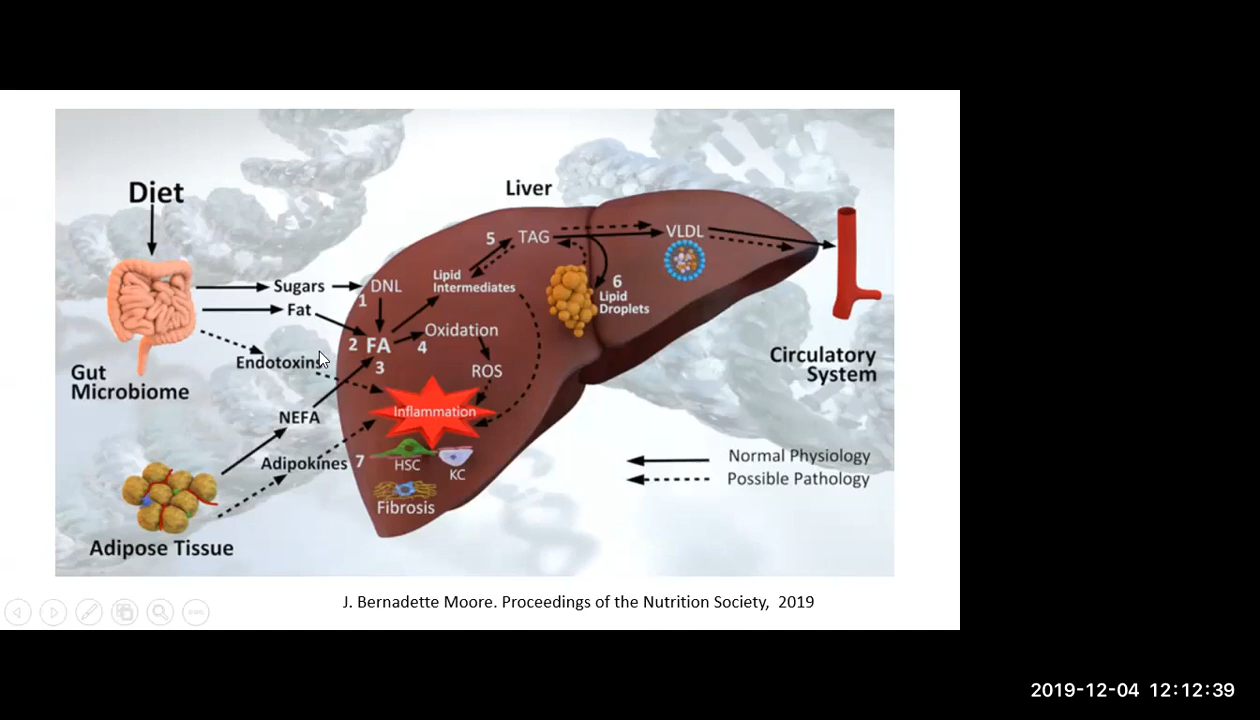 Diet
Liver
5 TAG
VLDL
Sugars
DNL
1
Lipid
Intermediates
6
Lipid
Droplets
Fat
2 FA
3
Oxidation
4
Endotoxins
ROS
Gut
Microbiome
Circulatory
System
NEFA
Inflammation
Adipokines
7
HSC
KC
Fibrosis
Normal Physiology
Possible Pathology
Adipose Tissue
J. Bernadette Moore. Proceedings of the Nutrition Society, 2019
2019-12-04 12:12:39